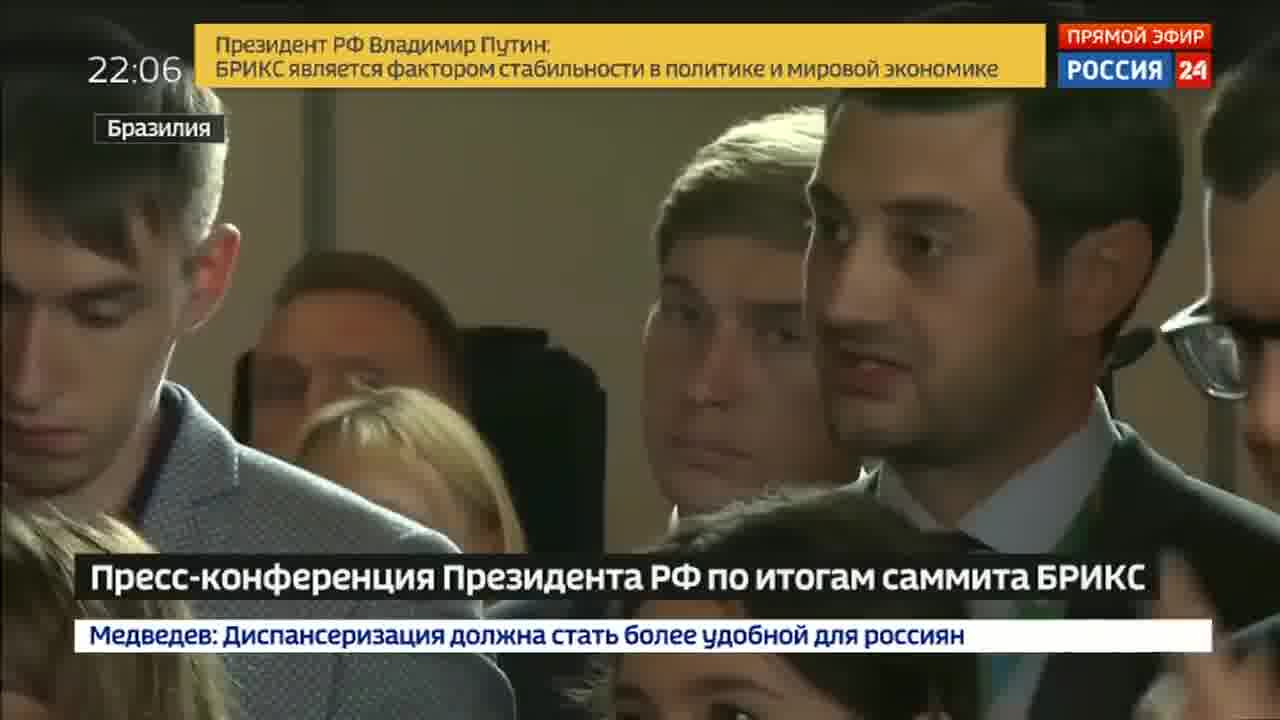 22:06
Президент РФ Владимир Путин:
БРИКС является фактором стабильности в политике и мировой экономике
ПРЯМОЙ ЭФИР
РОССИЯ 24
Бразилия
Пресс-конференция Президента РФ по итогам саммита БРИКС
Медведев: Диспансеризация должна стать более удобной для россиян